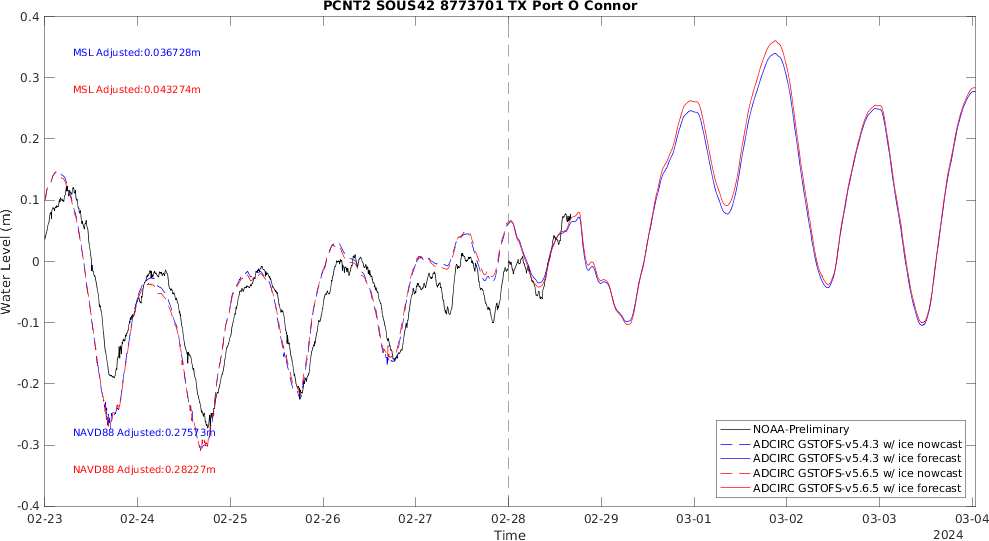 PCNT2 SOUS42 8773701 TX Port O Connor
0.4
MSL Adjusted:0.036728m
0.3
MSL Adjusted:0.043274m
0.2
0.1
Water Level (m)
0
-0.1
-0.2
NAVD88 Adjusted:0.27573m
-0.3
NAVD88 Adjusted:0.28227m
-0.4
NOAA-Preliminary
ADCIRC GSTOFS-v5.4.3 w/ ice nowcast
ADCIRC GSTOFS-v5.4.3 w/ ice forecast
ADCIRC GSTOFS-v5.6.5 w/ ice nowcast
ADCIRC GSTOFS-v5.6.5 w/ ice forecast
02-23 02-24 02-25 02-26 02-27 02-28 02-29 03-01 03-02 03-03 03-04
Time
2024